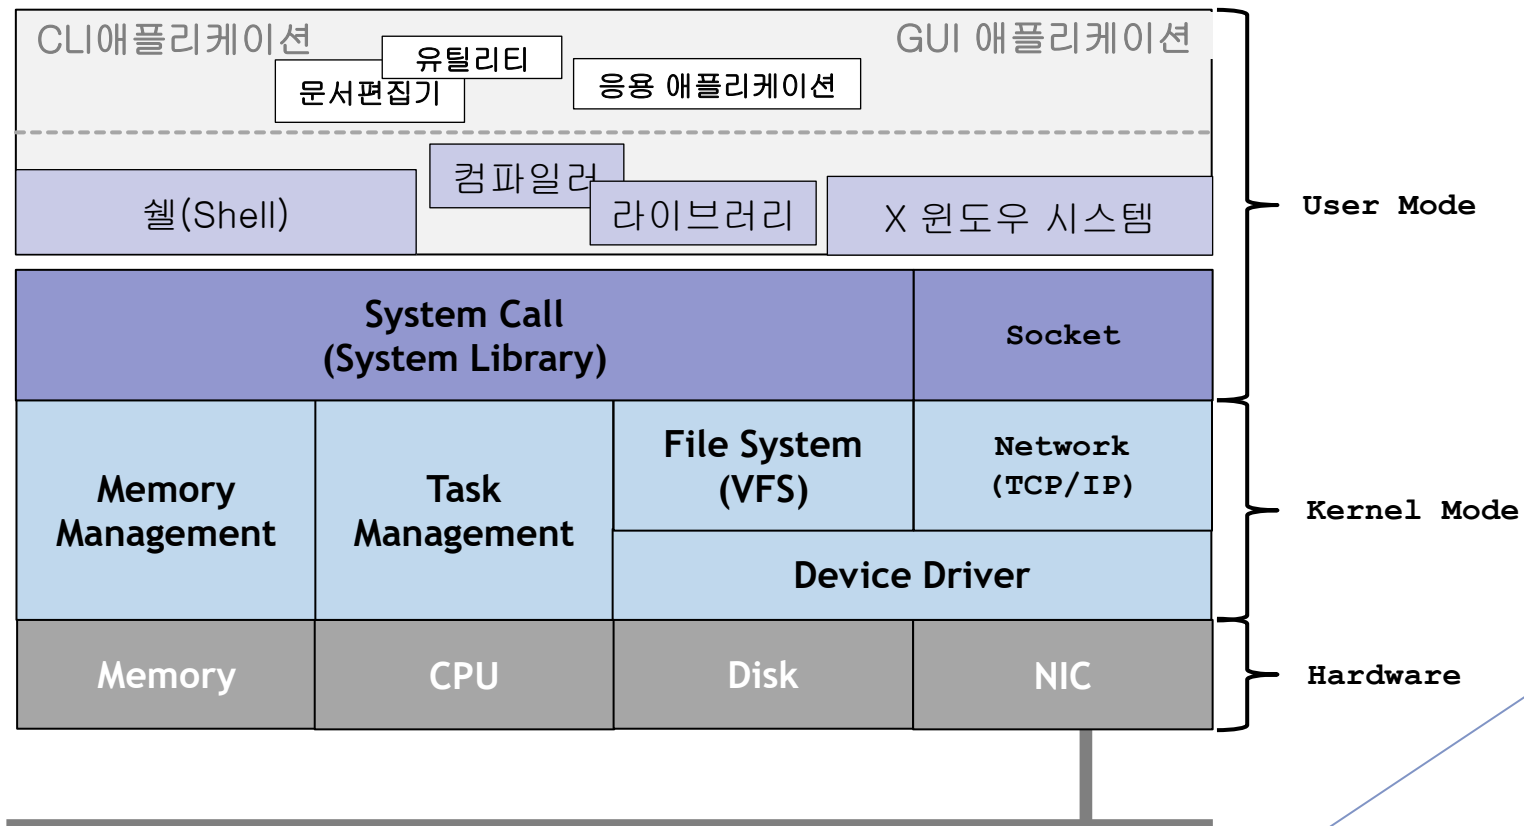 CLI애플리케이션
GUI 애플리케이션
유틸리티
문서편집기
응용 애플리케이션
컴파일러
쉘(Shell)
라이브러리
X 윈도우 시스템
User Mode
System Call
(System Library)
Socket
Memory
Management
Task
Management
File System
(VFS)
Network
(TCP/IP)
Device Driver
Kernel Mode
Memory
CPU
Disk
NIC
Hardware